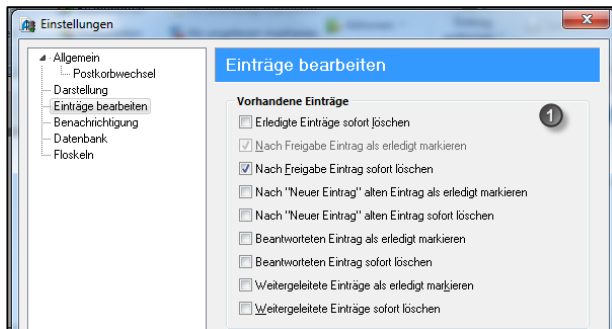 Einstellungen
Allgemein
Postkorbwechsel
Darstellung
Einträge bearbeiten
Benachrichtigung
Datenbank
Floskeln
Einträge bearbeiten
Vorhandene Einträge
1
Erledigte Einträge sofort löschen
Nach Freigabe Eintrag als erledigt markieren
Nach Freigabe Eintrag sofort löschen
Nach "Neuer Eintrag" alten Eintrag als erledigt markieren
Nach "Neuer Eintrag" alten Eintrag sofort löschen
Beantworteten Eintrag als erledigt markieren
Beantworteten Eintrag sofort löschen
Weitergeleitete Einträge als erledigt markieren
Weitergeleitete Einträge sofort löschen